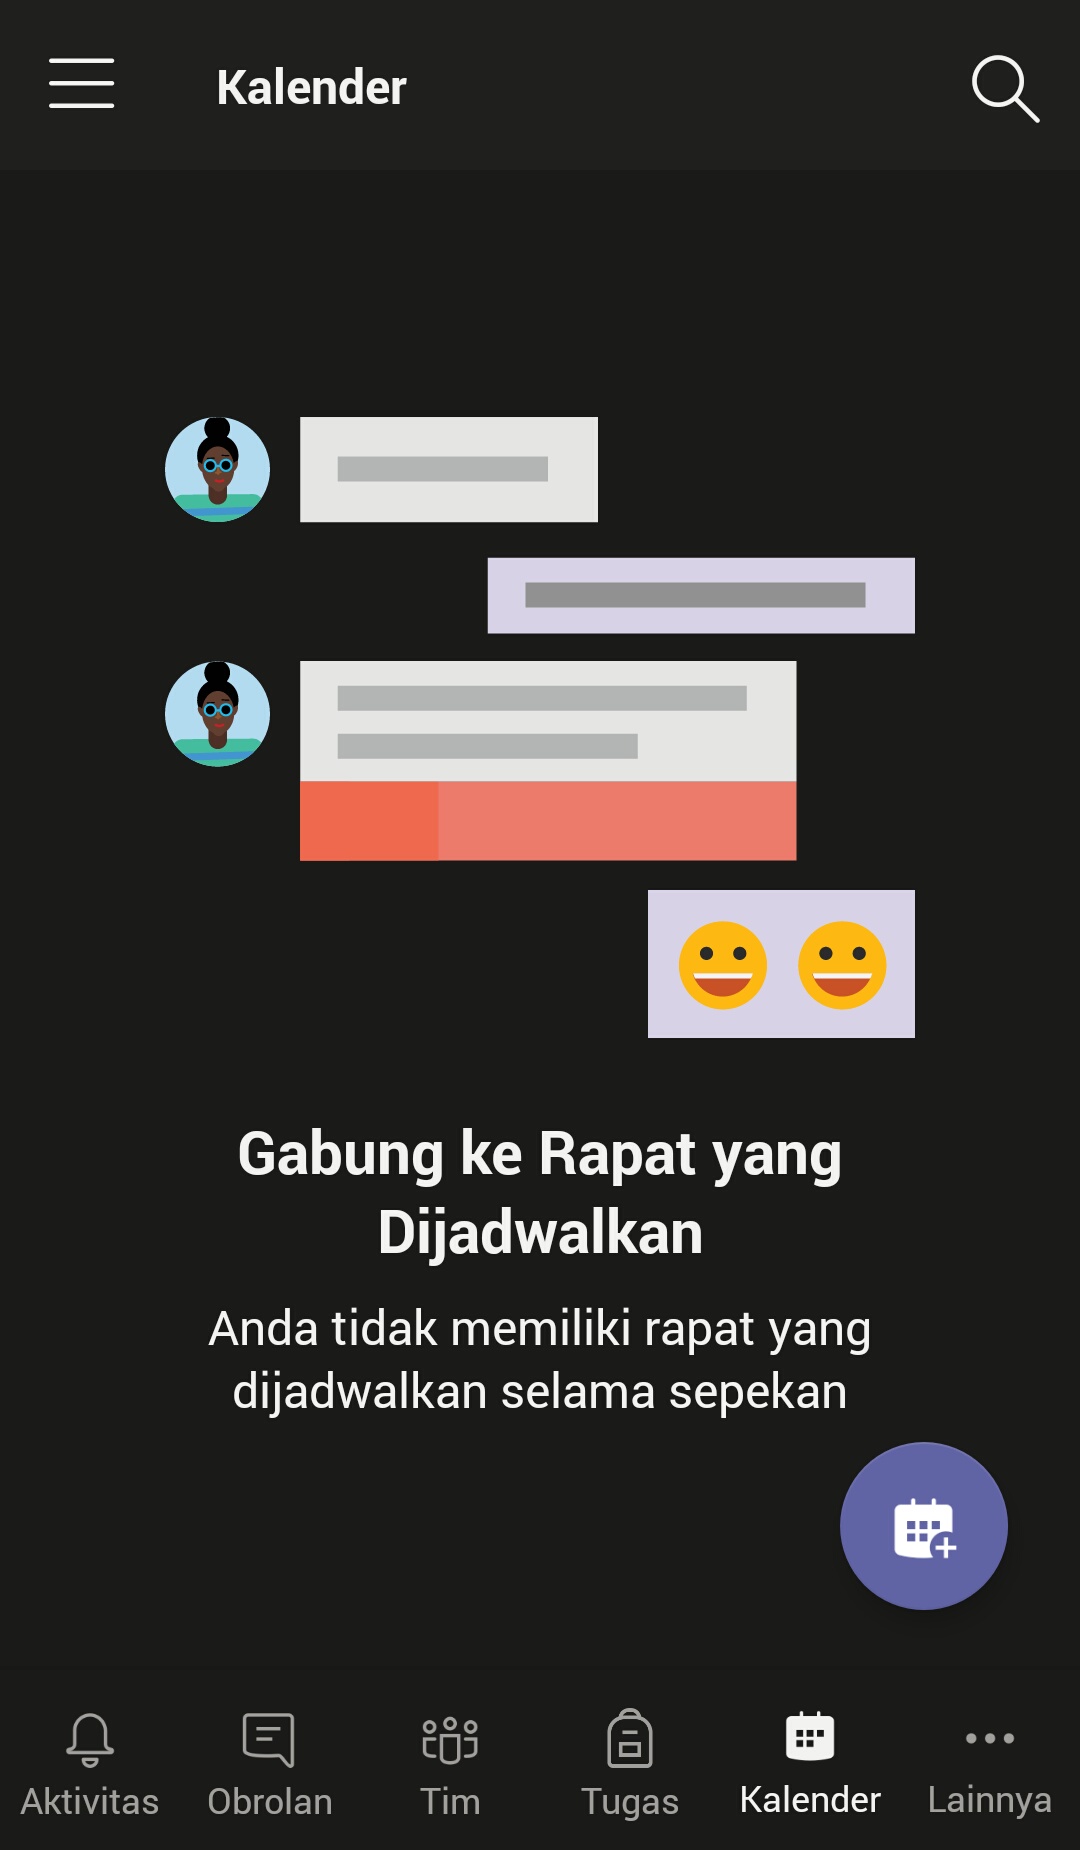 Kalender
Gabung ke Rapat yang
Dijadwalkan
Anda tidak memiliki rapat yang
dijadwalkan selama sepekan
Aktivitas
Obrolan
Tim
Tugas
Kalender
Lainnya